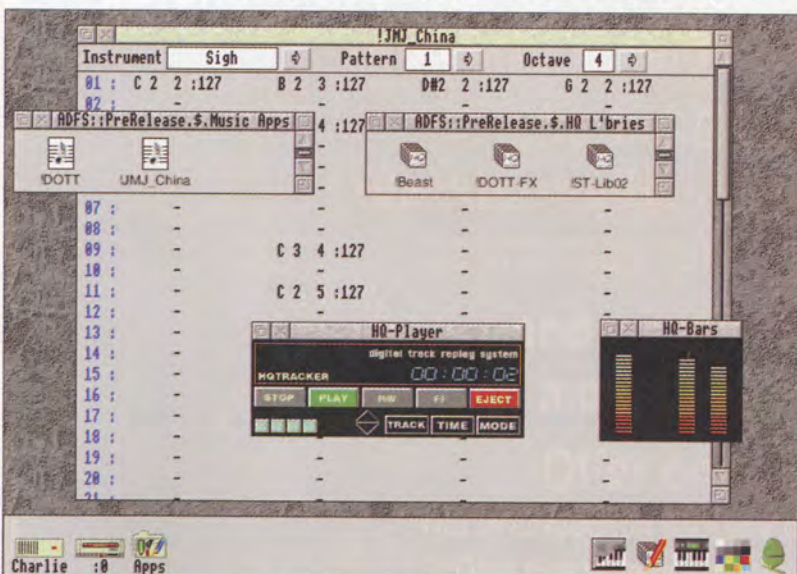 !JMJ_China
Instrument Sigh Pattern 1 Octave 4
01 : C 2 2 :127 B 2 3 :127 D#2 2 :127 G 2 2 :127
02 : - - - -
ADFS::PreRelease.$.Music Apps
4 :127
ADFS::PreRelease.$.HQ L'bries
!DOTT !JMJ_China
!Beast !DOTT-FX !ST-Lib02
07 : - - - -
08 : - - - -
09 : - C 3 4 :127 - -
10 : - - - -
11 : - C 2 5 :127 - -
12 : - - - -
13 :
14 :
15 :
16 :
17 :
18 :
19 : - - - -
20 : - - - -
21 : - - - -
HQ-Player
digital track replay system
HQTRACKER 00:00:02
STOP PLAY RW FF EJECT
TRACK TIME MODE
HQ-Bars
Charlie :0 Apps